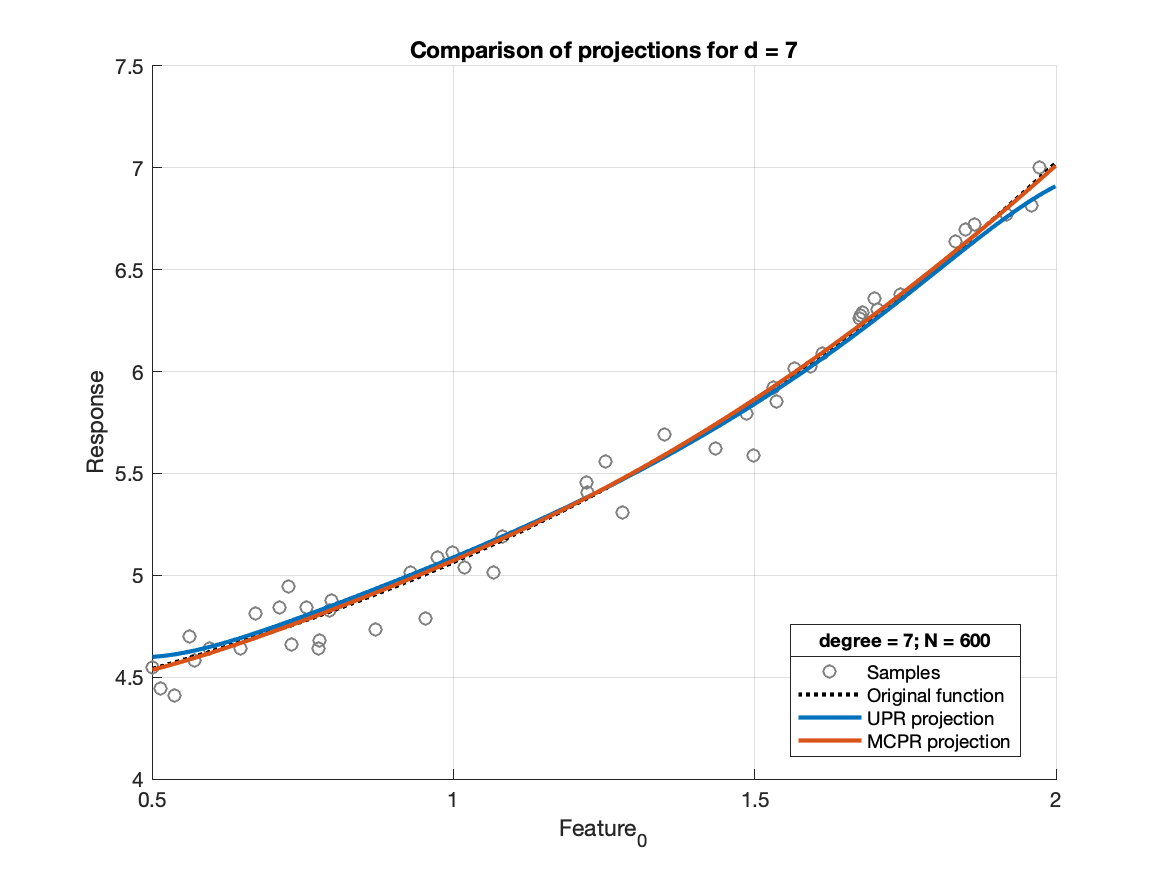 Comparison of projections for d = 7
7.5
7
6.5
6
5.5
5
4.5
4
Response
0.5
1
1.5
2
Feature0
degree = 7; N = 600
Samples
Original function
UPR projection
MCPR projection